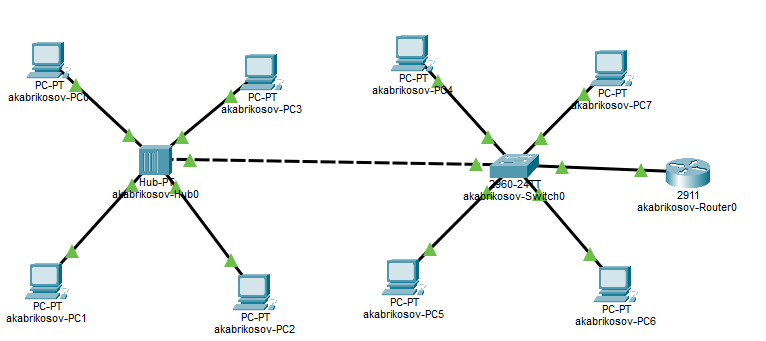 PC-PT
akabrikosov-PC4
PC-PT
akabrikosov-PC0
PC-PT
akabrikosov-PC3
PC-PT
akabrikosov-PC7
Hub-PT
akabrikosov-Hub0
2960-24TT
akabrikosov-Switch0
2911
akabrikosov-Router0
PC-PT
akabrikosov-PC1
PC-PT
akabrikosov-PC2
PC-PT
akabrikosov-PC5
PC-PT
akabrikosov-PC6